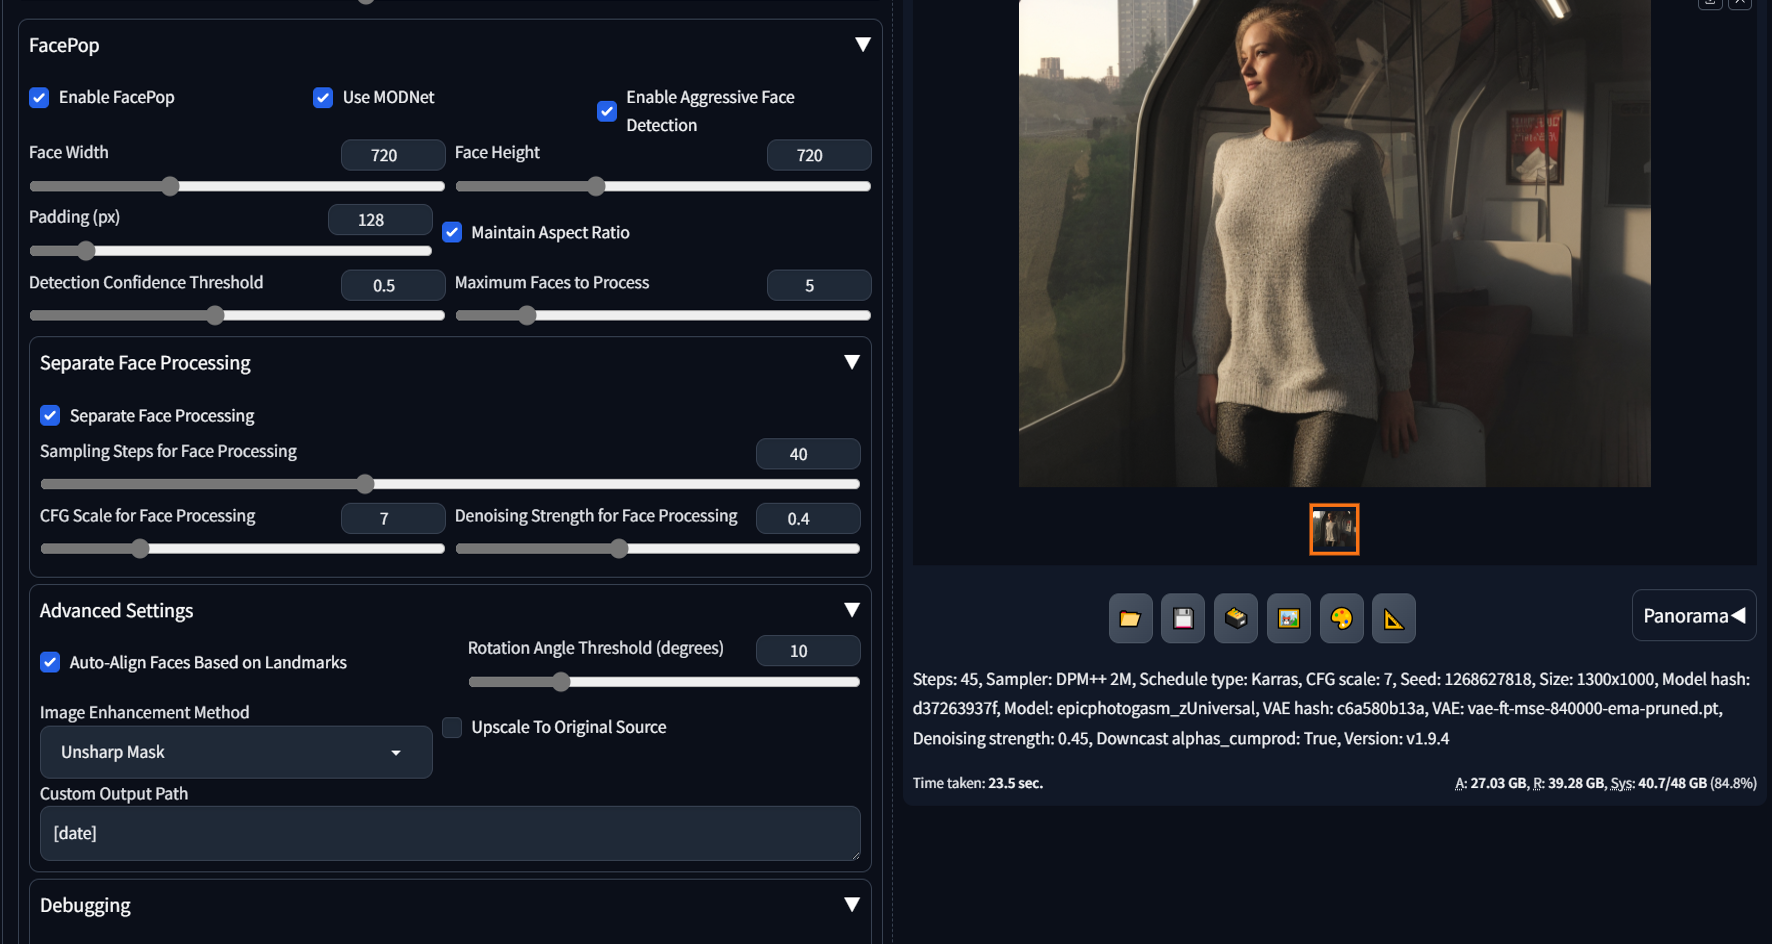 FacePop
Enable FacePop
Use MODNet
Enable Aggressive Face
Detection
Face Width
720
Face Height
720
Padding (px)
128
Maintain Aspect Ratio
Detection Confidence Threshold
0.5
Maximum Faces to Process
5
Separate Face Processing
Separate Face Processing
Sampling Steps for Face Processing
40
CFG Scale for Face Processing
7
Denoising Strength for Face Processing
0.4
Advanced Settings
Auto-Align Faces Based on Landmarks
Rotation Angle Threshold (degrees)
10
Image Enhancement Method
Unsharp Mask
Upscale To Original Source
Custom Output Path
[date]
Debugging
Panorama
Steps: 45, Sampler: DPM++ 2M, Schedule type: Karras, CFG scale: 7, Seed: 1268627818, Size: 1300x1000, Model hash:
d37263937f, Model: epicphotogasm_zUniversal, VAE hash: c6a580b13a, VAE: vae-ft-mse-840000-ema-pruned.pt,
Denoising strength: 0.45, Downcast alphas_cumprod: True, Version: v1.9.4
Time taken: 23.5 sec.
A: 27.03 GB, R: 39.28 GB, Sys: 40.7/48 GB (84.8%)